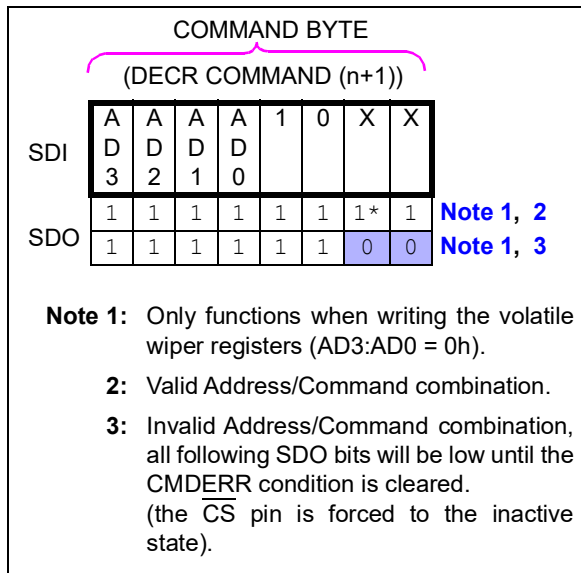 COMMAND BYTE
(DECR COMMAND (n+1))
A A A A 1 0 X X
SDI D D D D
3 2 1 0
1 1 1 1 1 1 1* 1 Note 1, 2
SDO
1 1 1 1 1 1 0 0 Note 1, 3
Note 1: Only functions when writing the volatile
wiper registers (AD3:AD0 = 0h).
2: Valid Address/Command combination.
3: Invalid Address/Command combination,
all following SDO bits will be low until the
CMDERR condition is cleared.
(the CS pin is forced to the inactive
state).